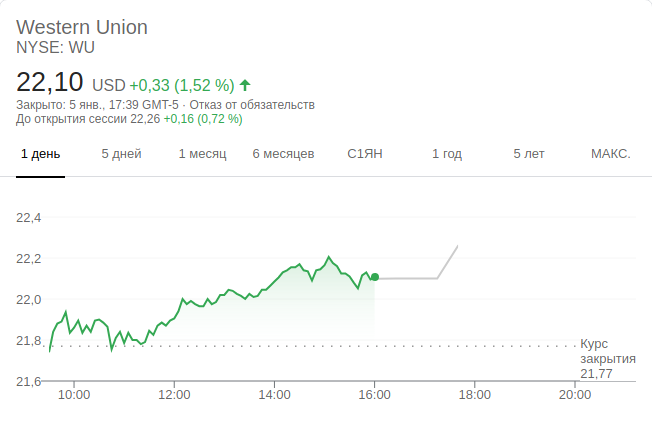 Western Union
NYSE: WU
22,10 USD +0,33 (1,52 %)
Закрыто: 5 янв., 17:39 GMT-5 · Отказ от обязательств
До открытия сессии 22,26 +0,16 (0,72 %)
1 день 5 дней 1 месяц 6 месяцев С1ЯН 1 год 5 лет МАКС.
22,4
22,2
22,0
21,8
21,6
Курс
закрытия
21,77
10:00 12:00 14:00 16:00 18:00 20:00